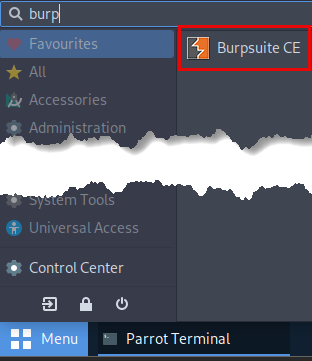 burp
Favourites
Burpsuite CE
All
Accessories
Administration
System Tools
Universal Access
Control Center
Menu
Parrot Terminal